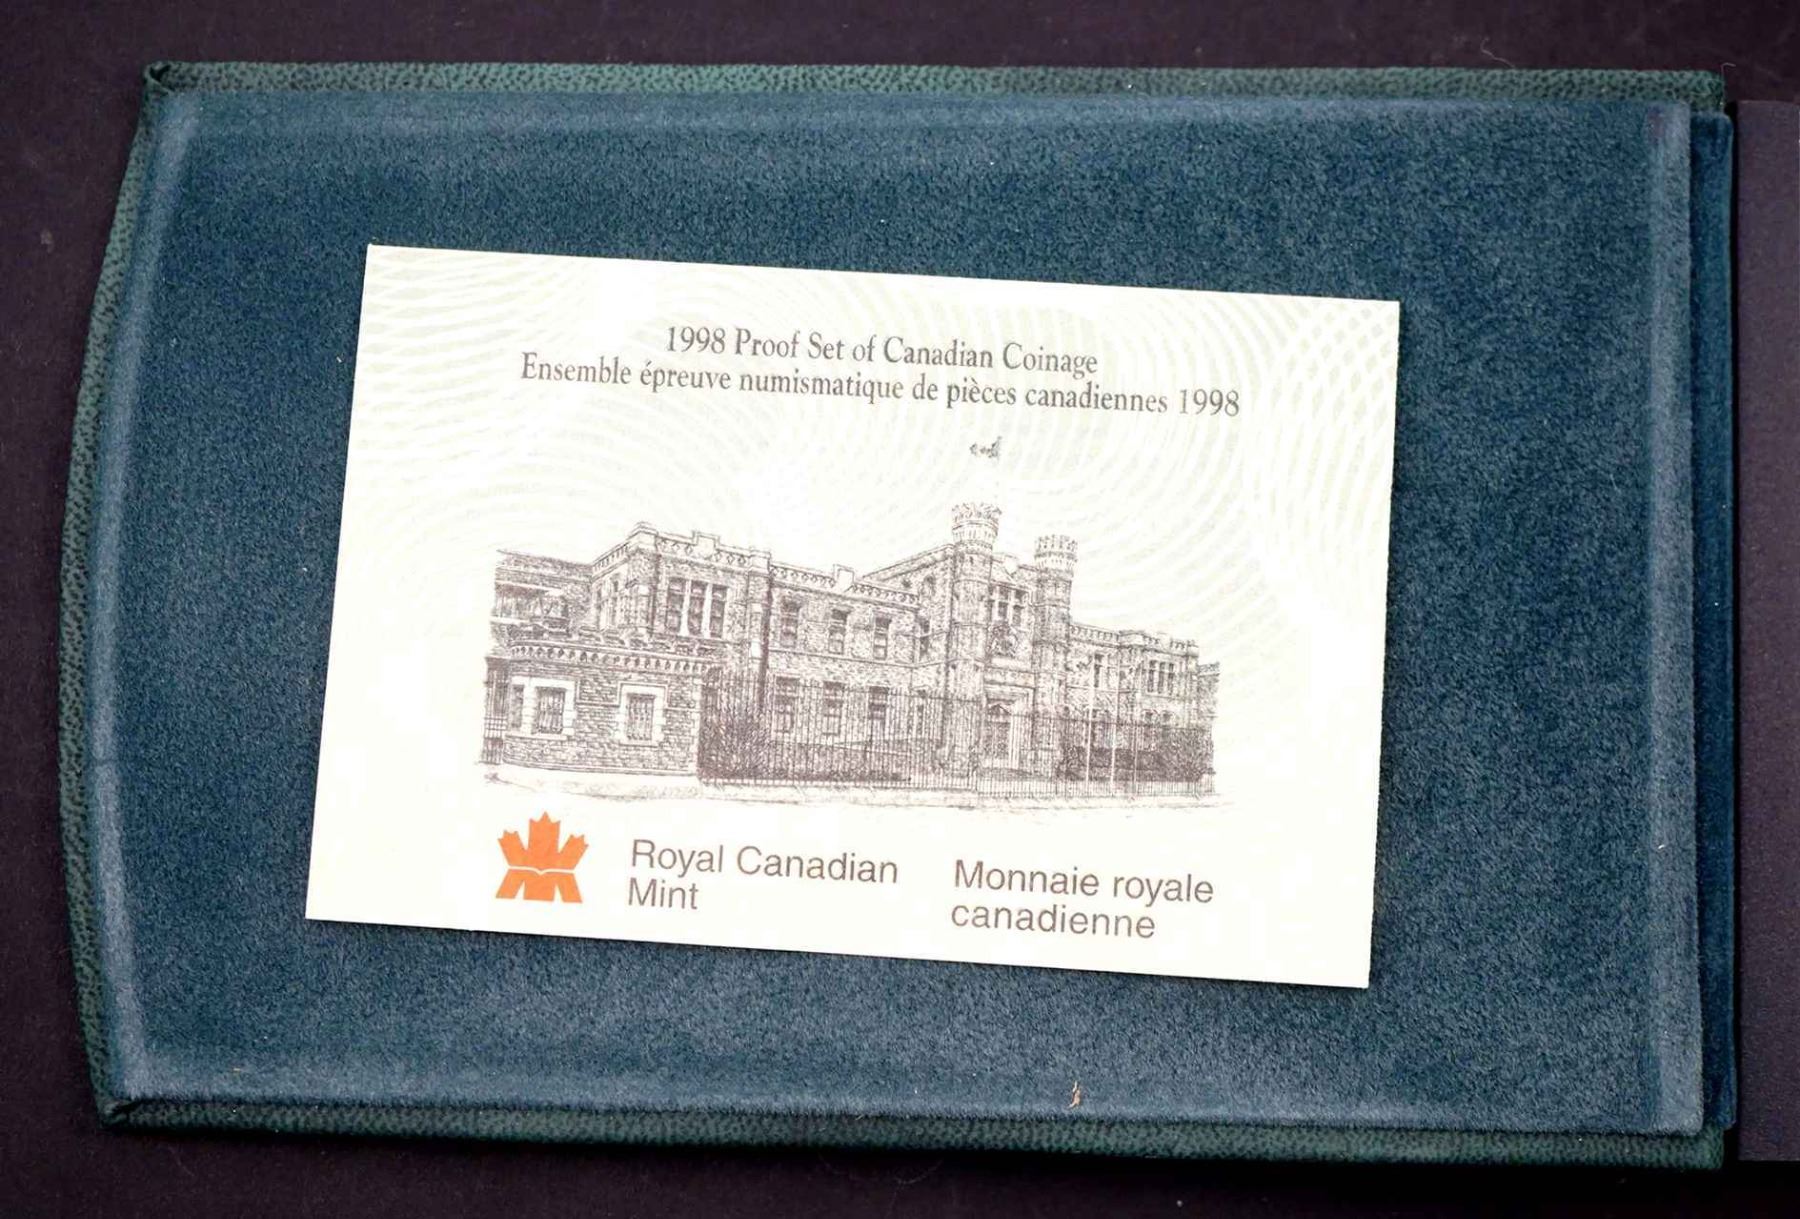 1998 Proof Set of Canadian Coinage
Ensemble épreuve numismatique de pièces canadiennes 1998
Royal Canadian
Mint
Monnaie royale
canadienne